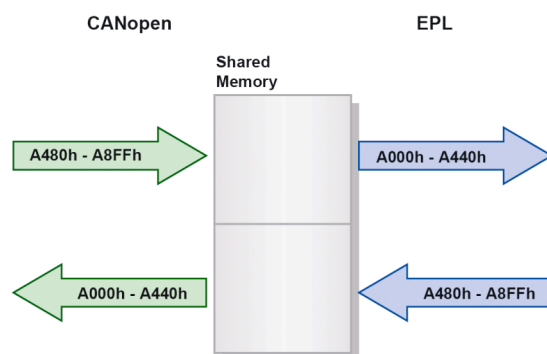 CANopen
EPL
Shared
Memory
A480h - A8FFh
A000h - A440h
A000h - A440h
A480h - A8FFh